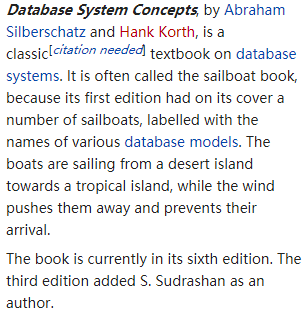 Database System Concepts, by Abraham
Silberschatz and Hank Korth, is a
classic[citation needed] textbook on database
systems. It is often called the sailboat book,
because its first edition had on its cover a
number of sailboats, labelled with the
names of various database models. The
boats are sailing from a desert island
towards a tropical island, while the wind
pushes them away and prevents their
arrival.
The book is currently in its sixth edition. The
third edition added S. Sudrashan as an
author.